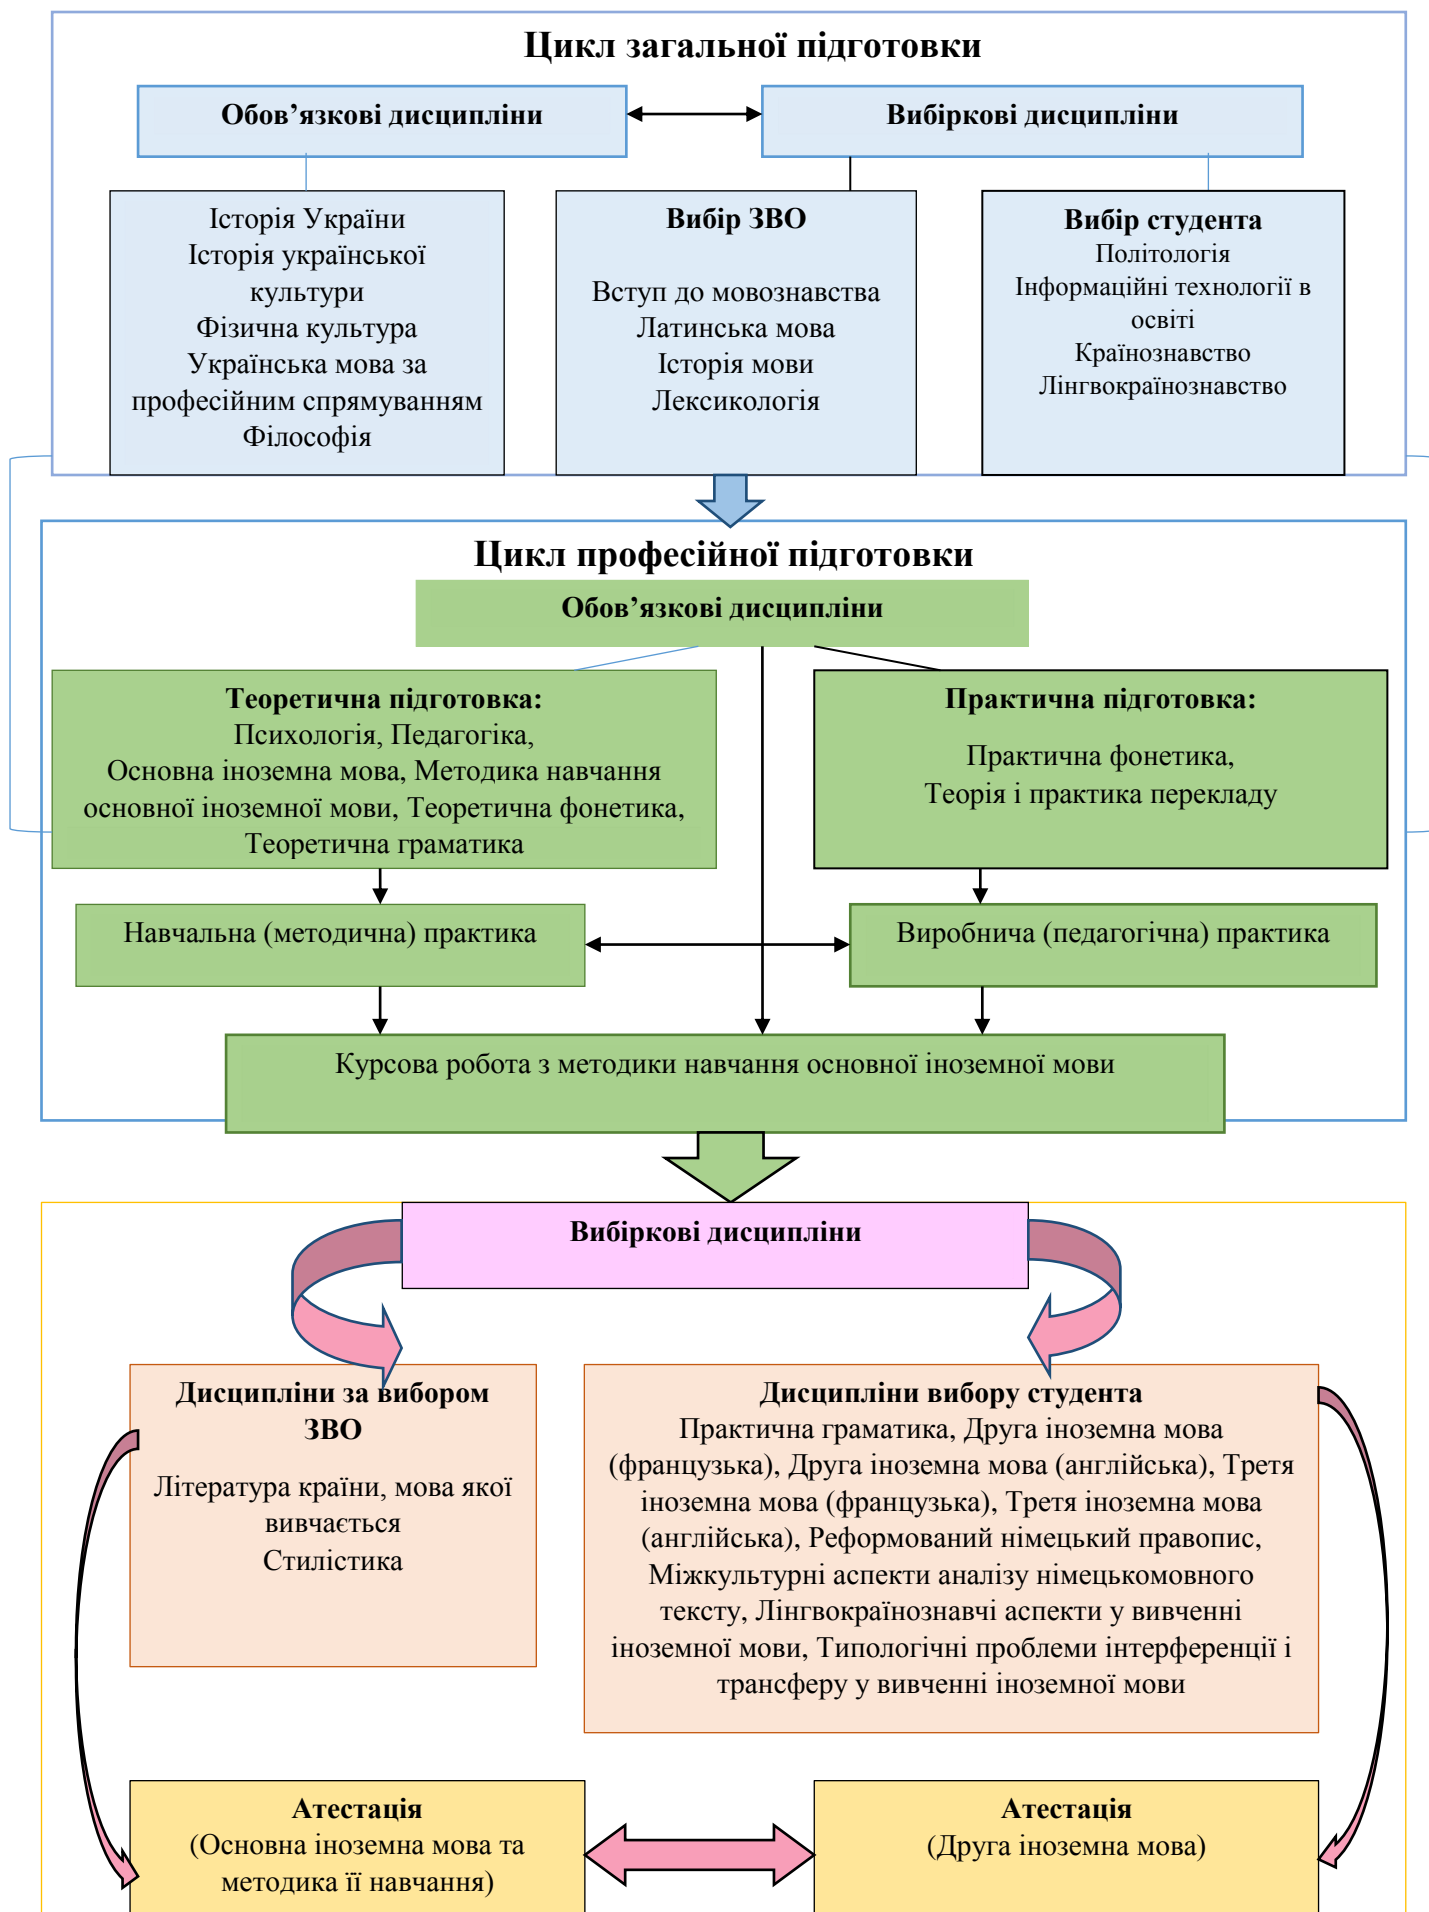 Цикл загальної підготовки
Обов’язкові дисципліни
Вибіркові дисципліни
Історія України
Історія української
культури
Фізична культура
Українська мова за
професійним спрямуванням
Філософія
Вибір ЗВО
Вступ до мовознавства
Латинська мова
Історія мови
Лексикологія
Вибір студента
Політологія
Інформаційні технології в
освіті
Країнознавство
Лінгвокраїнознавство
Цикл професійної підготовки
Обов’язкові дисципліни
Теоретична підготовка:
Психологія, Педагогіка,
Основна іноземна мова, Методика навчання
основної іноземної мови, Теоретична фонетика,
Теоретична граматика
Практична підготовка:
Практична фонетика,
Теорія і практика перекладу
Навчальна (методична) практика
Виробнича (педагогічна) практика
Курсова робота з методики навчання основної іноземної мови
Вибіркові дисципліни
Дисципліни за вибором
ЗВО
Література країни, мова якої
вивчається
Стилістика
Дисципліни вибору студента
Практична граматика, Друга іноземна мова
(французька), Друга іноземна мова (англійська), Третя
іноземна мова (французька), Третя іноземна мова
(англійська), Реформований німецький правопис,
Міжкультурні аспекти аналізу німецькомовного
тексту, Лінгвокраїнознавчі аспекти у вивченні
іноземної мови, Типологічні проблеми інтерференції і
трансферу у вивченні іноземної мови
Атестація
(Основна іноземна мова та
методика її навчання)
Атестація
(Друга іноземна мова)